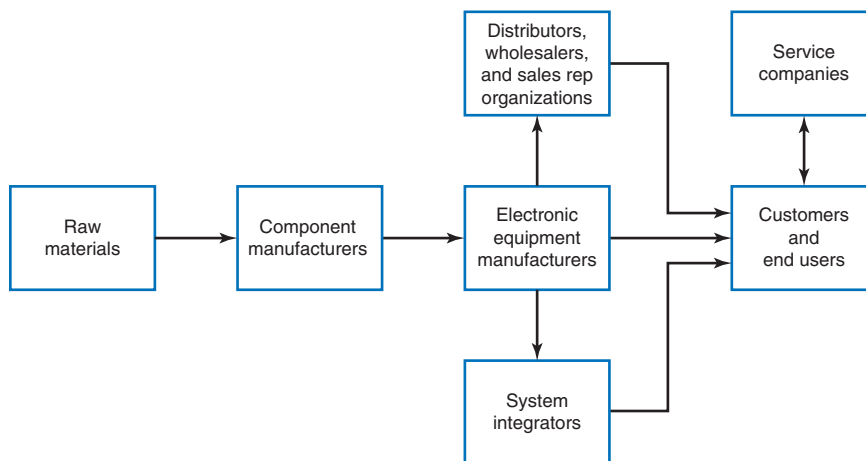 Distributors,
wholesalers,
and sales rep
organizations
Service
companies
Raw
materials
Component
manufacturers
Electronic
equipment
manufacturers
Customers
and
end users
System
integrators